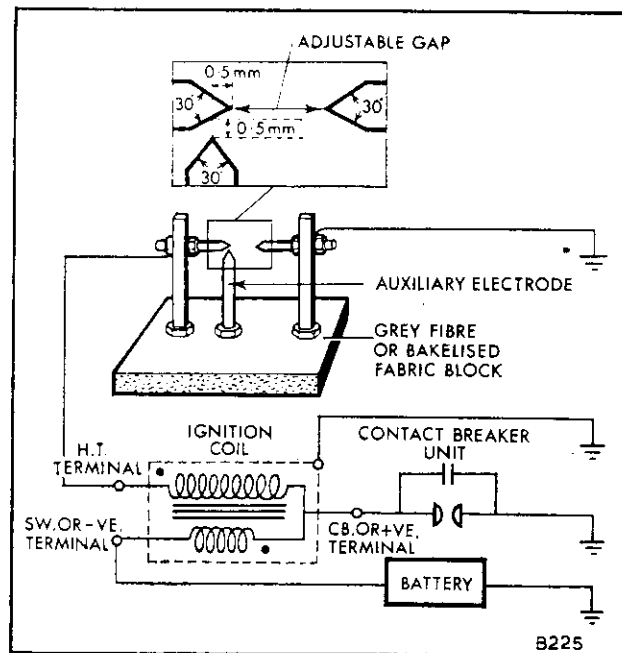 ADJUSTABLE GAP
0·5mm
30°
30°
0·5mm
30°
AUXILIARY ELECTRODE
GREY FIBRE
OR BAKELISED
FABRIC BLOCK
IGNITION
COIL
CONTACT BREAKER
UNIT
H.T.
TERMINAL
SW.OR-VE.
TERMINAL
CB.OR+VE.
TERMINAL
BATTERY
B225